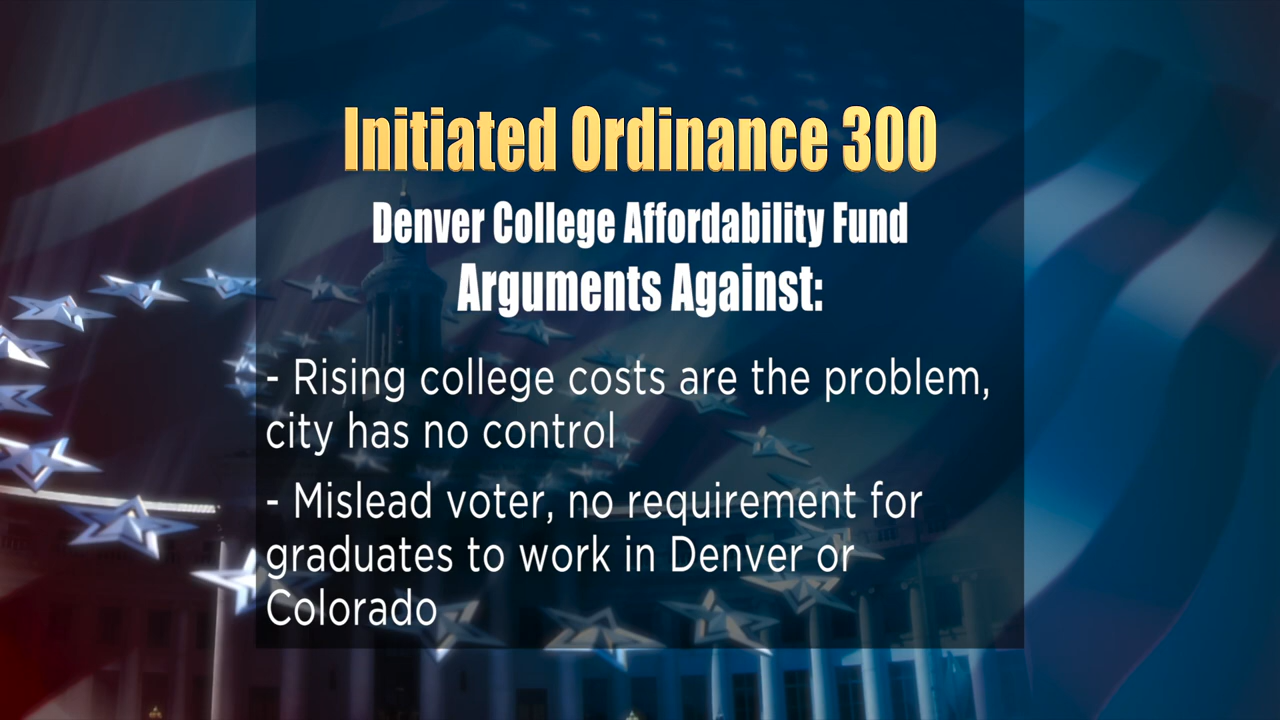 Initiated Ordinance 300
Denver College Affordability Fund
Arguments Against:
- Rising college costs are the problem,
city has no control
- Mislead voter, no requirement for
graduates to work in Denver or
Colorado